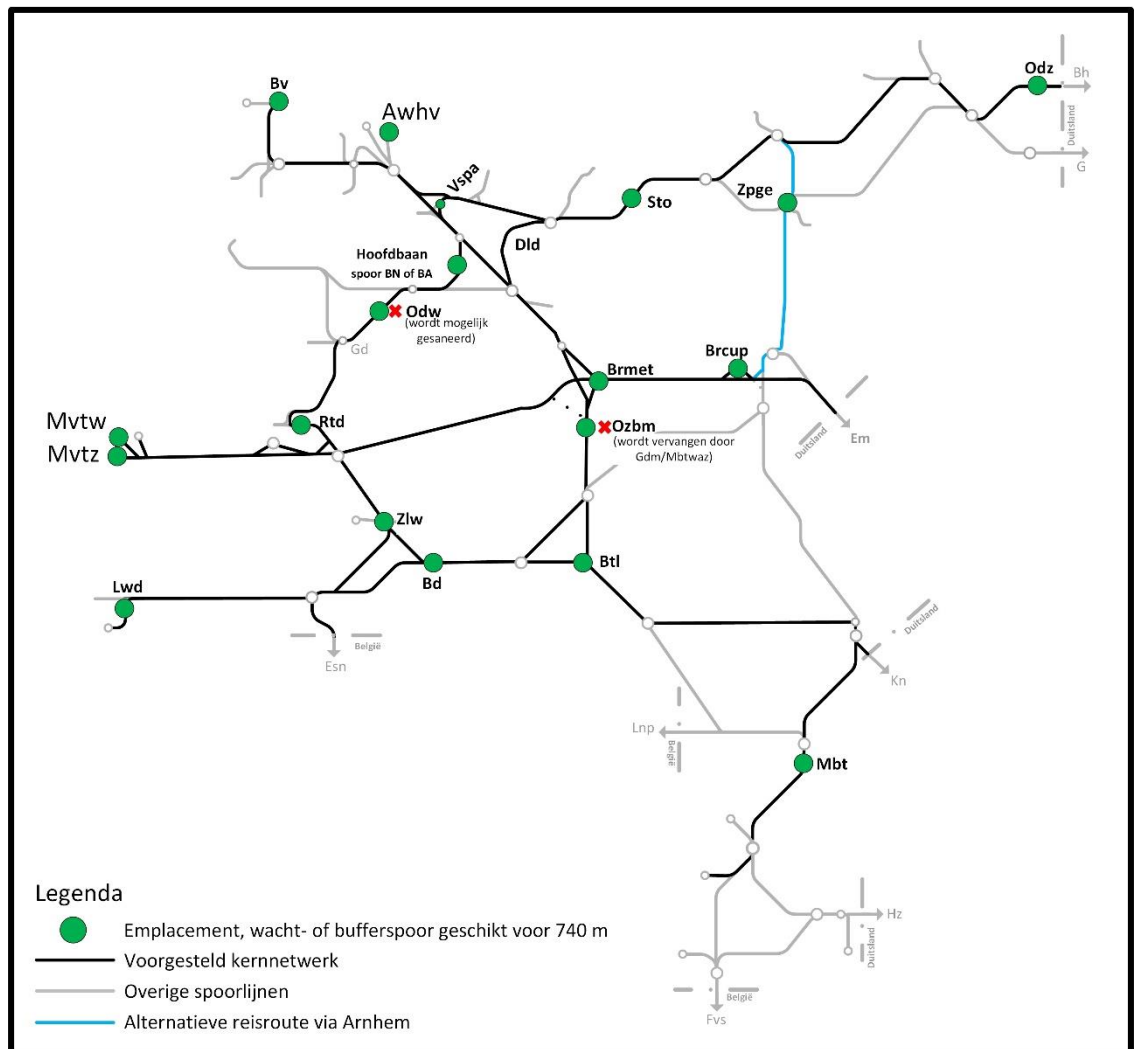 Bv
Awhv
Odz
Bh
Duitsland
G
Vspa
Sto
Zpge
Dld
Hoofdbaan
spoor BN of BA
Odw
(wordt mogelijk
gesaneerd)
Gd
Brmet
Brcup
Em
Duitsland
Mvtw
Mvtz
Rtd
Ozbm
(wordt vervangen door
Gdm/Mbtwaz)
Zlw
Bd
Btl
Lwd
België
Esn
Duitsland
Kn
Lnp
België
Mbt
Hz
Duitsland
België
Fvs
Legenda
Emplacement, wacht- of bufferspoor geschikt voor 740 m
Voorgesteld kernnetwerk
Overige spoorlijnen
Alternatieve reisroute via Arnhem